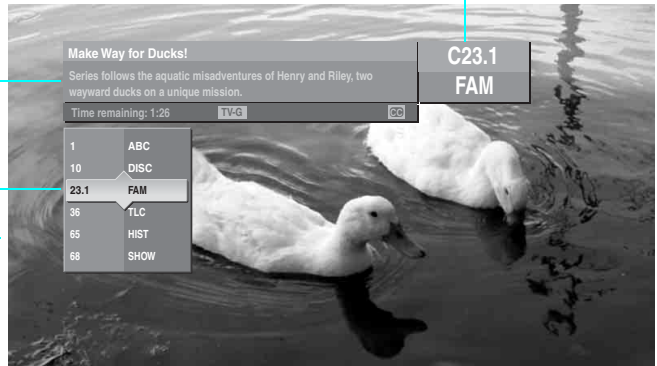 Make Way for Ducks!
C23.1
Series follows the aquatic misadventures of Henry and Riley, two
wayward ducks on a unique mission.
FAM
Time remaining: 1:26 TV-G CC
1 ABC
10 DISC
23.1 FAM
36 TLC
65 HIST
68 SHOW